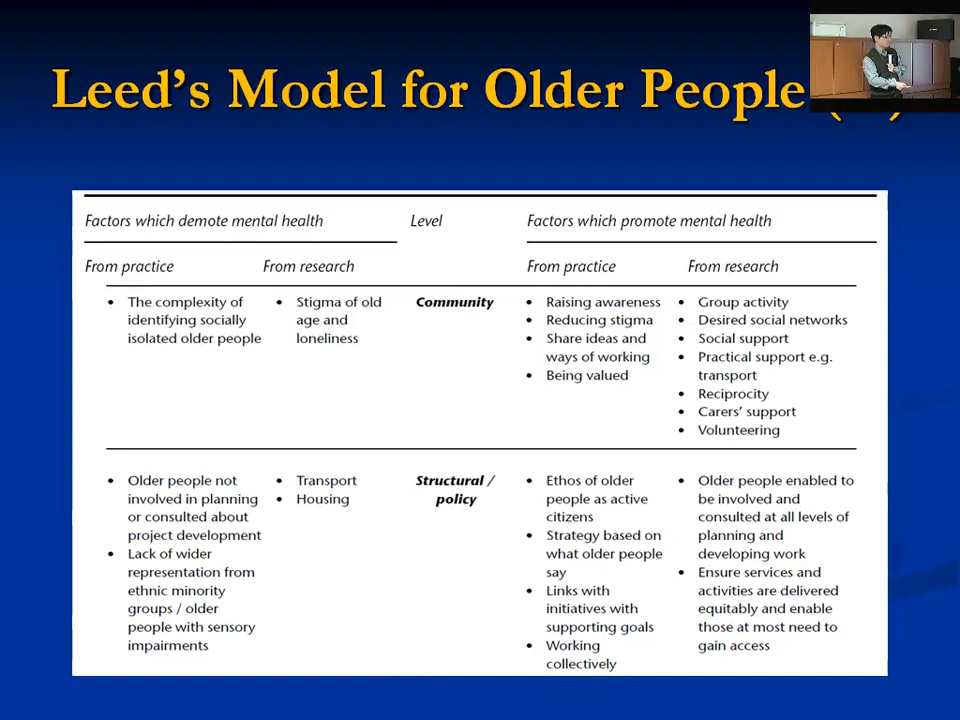 Leed's Model for Older People
Factors which demote mental health
Level
Factors which promote mental health
From practice
From research
From practice
From research
• The complexity of
identifying socially
isolated older people
• Stigma of old
age and
loneliness
Community
• Raising awareness
• Reducing stigma
• Share ideas and
ways of working
• Being valued
• Group activity
• Desired social networks
• Social support
• Practical support e.g.
transport
• Reciprocity
• Carers' support
• Volunteering
• Older people not
involved in planning
or consulted about
project development
• Lack of wider
representation from
ethnic minority
groups / older
people with sensory
impairments
• Transport
• Housing
Structural /
policy
• Ethos of older
people as active
citizens
• Strategy based on
what older people
say
• Links with
initiatives with
supporting goals
• Working
collectively
• Older people enabled to
be involved and
consulted at all levels of
planning and
developing work
• Ensure services and
activities are delivered
equitably and enable
those at most need to
gain access